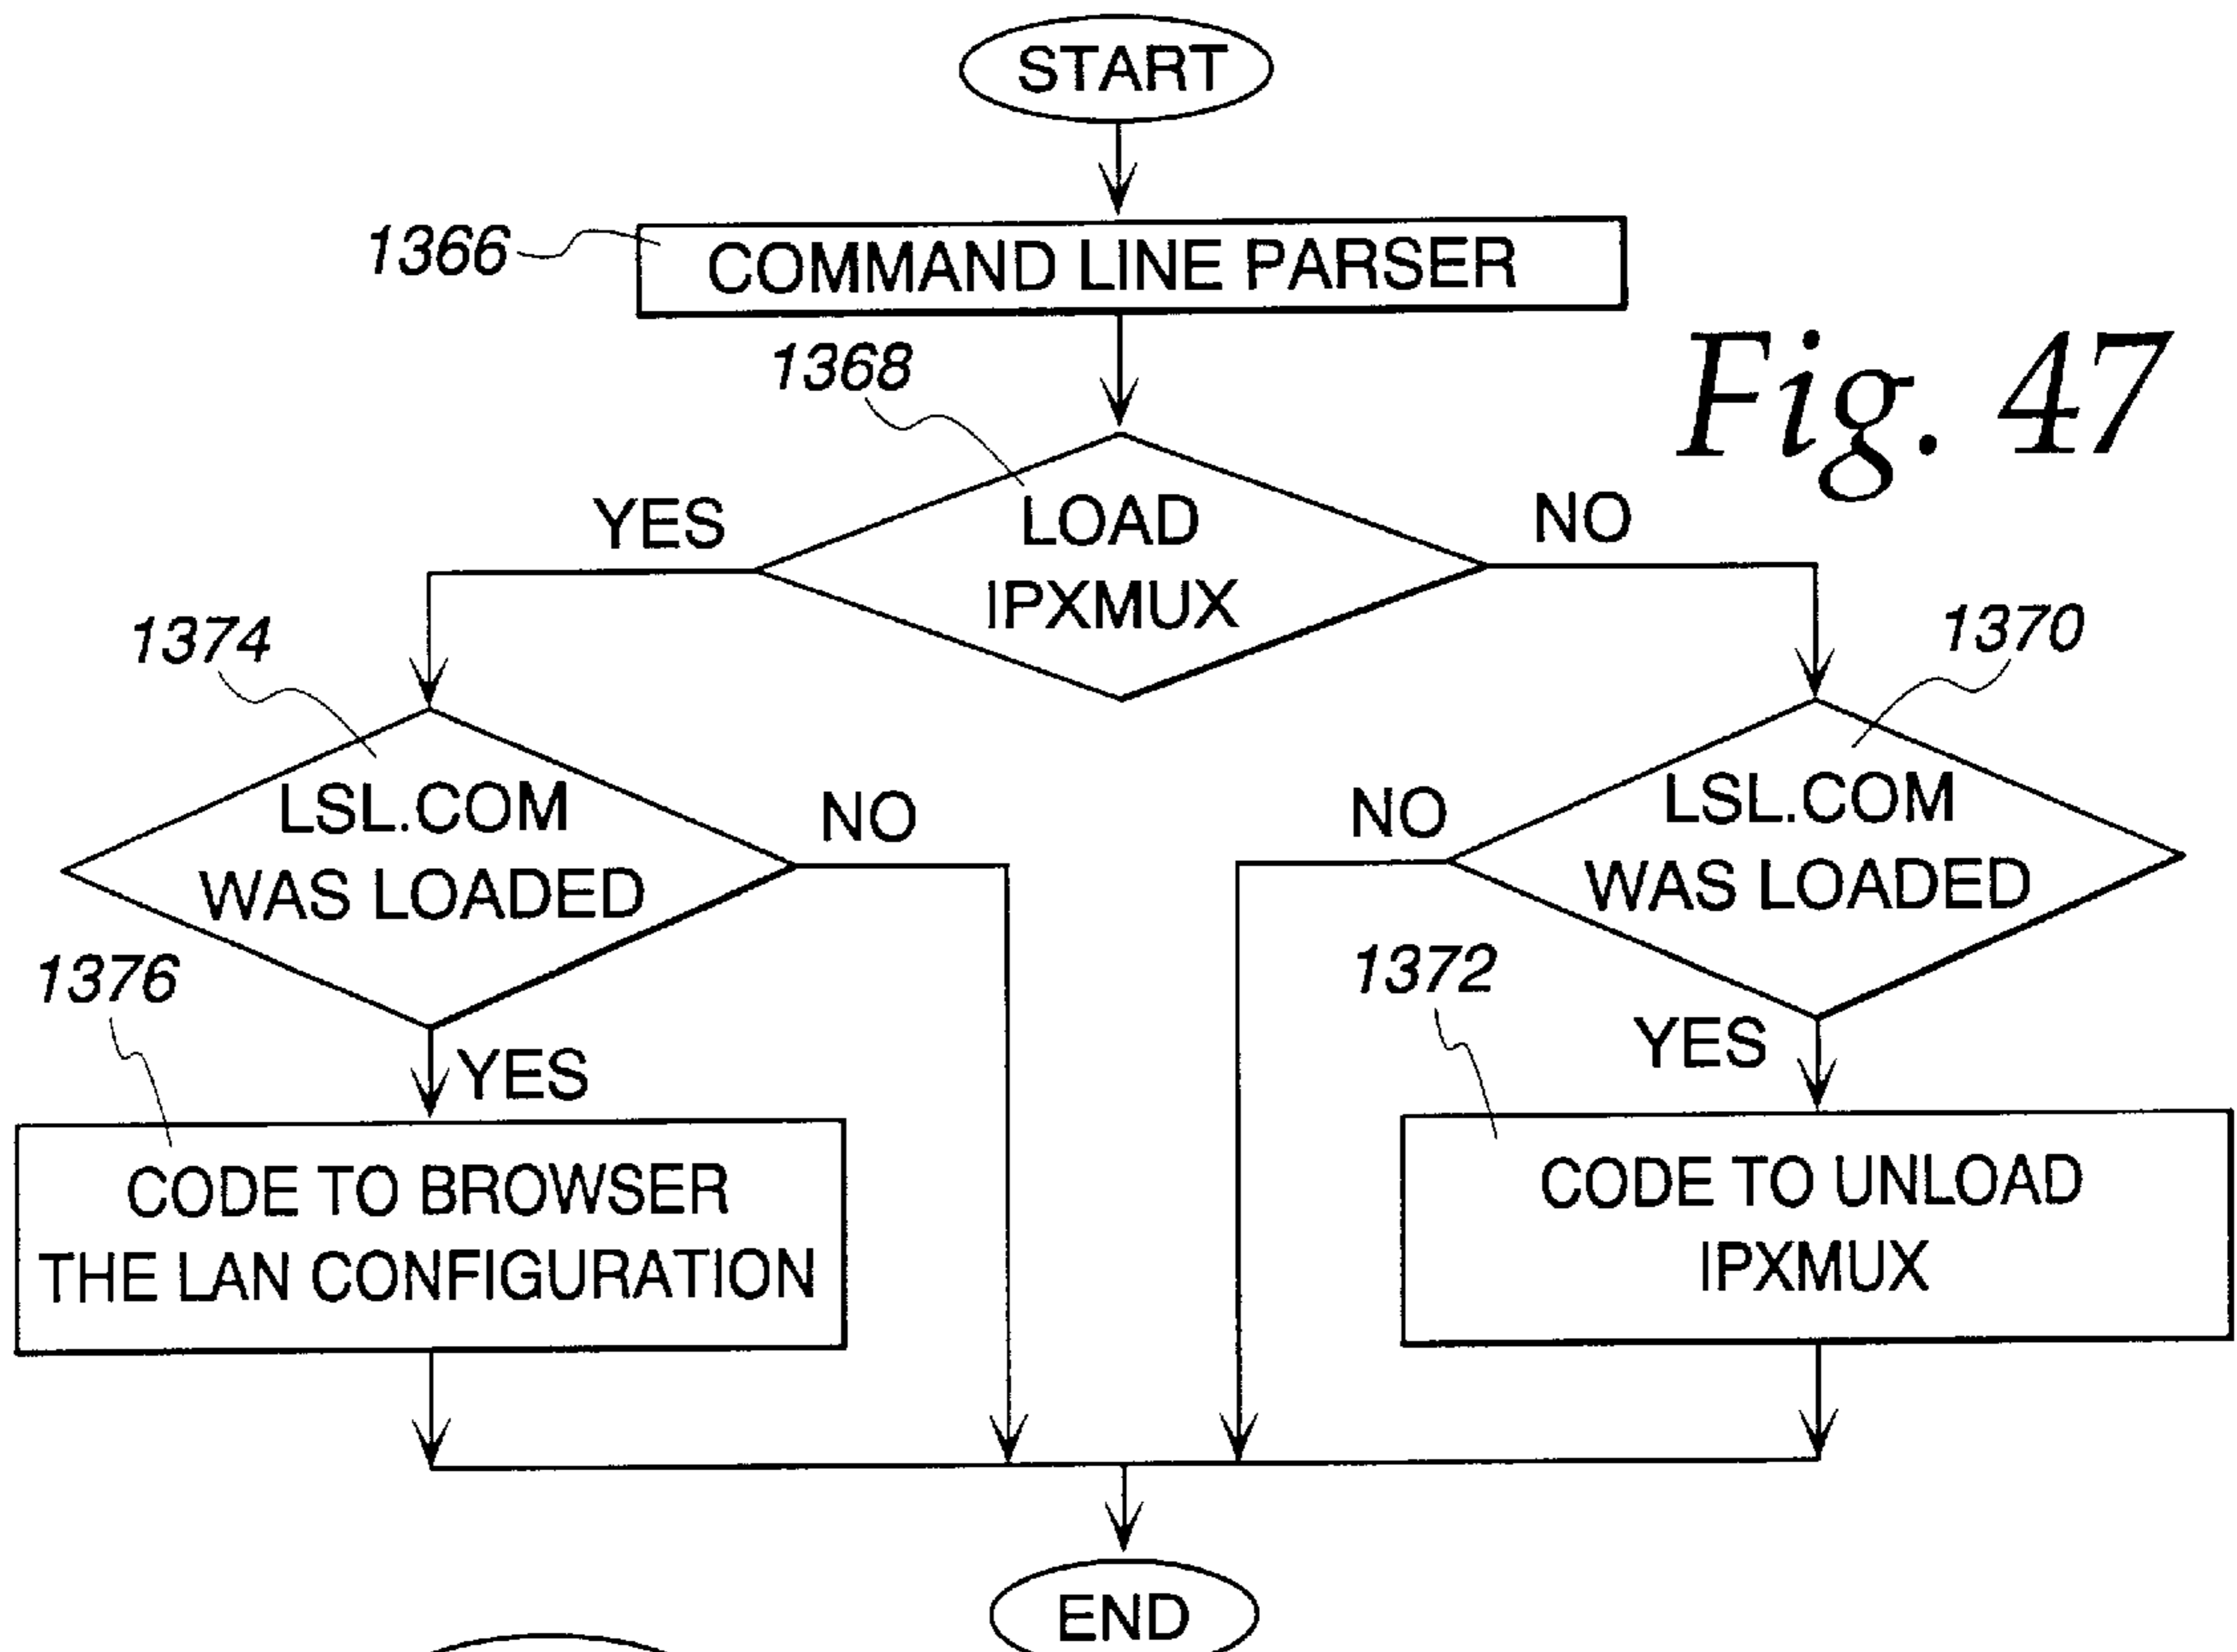 START
1366
COMMAND LINE PARSER
1368
Fig. 47
YES
LOAD
IPXMUX
NO
1374
1370
LSL.COM
WAS LOADED
NO
NO
LSL.COM
WAS LOADED
1376
1372
YES
YES
CODE TO BROWSER
THE LAN CONFIGURATION
CODE TO UNLOAD
IPXMUX
END